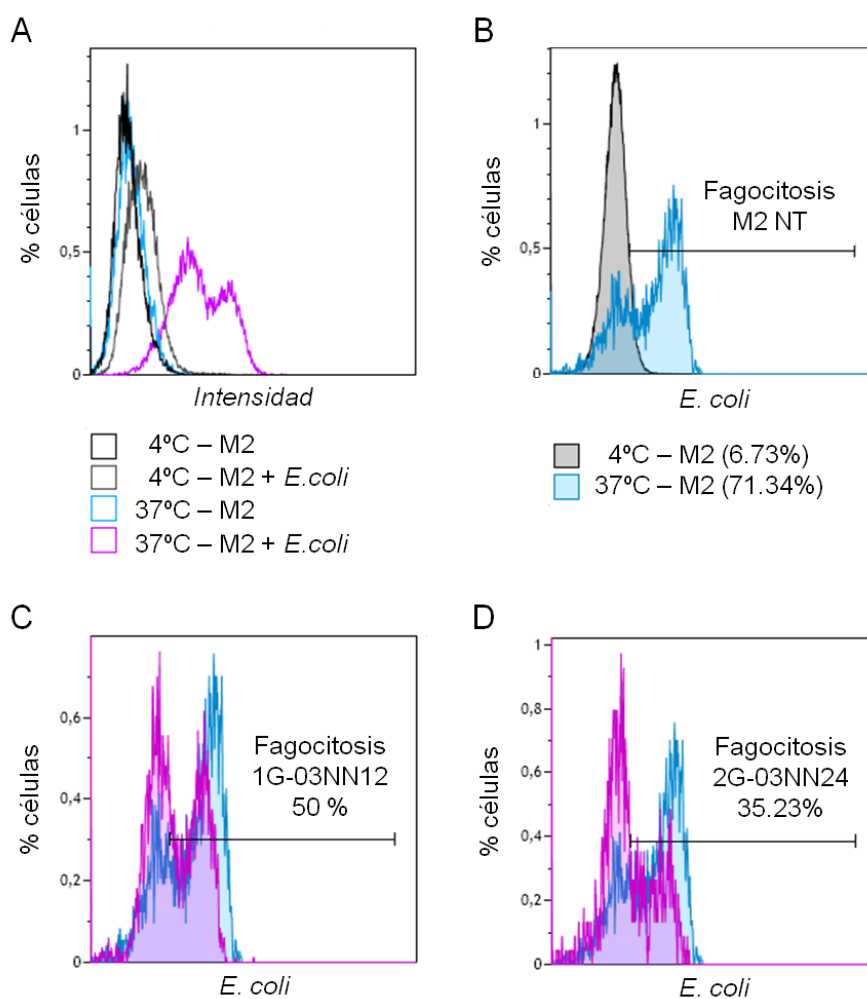 A
% células
1
0,5
0
Intensidad
4ºC – M2
4ºC – M2 + E.coli
37ºC – M2
37ºC – M2 + E.coli
B
% células
1
0,5
0
Fagocitosis
M2 NT
E. coli
4ºC – M2 (6.73%)
37ºC – M2 (71.34%)
C
% células
0,6
0,4
0,2
0
Fagocitosis
1G-03NN12
50 %
E. coli
D
% células
1
0,8
0,6
0,4
0,2
0
Fagocitosis
2G-03NN24
35.23%
E. coli